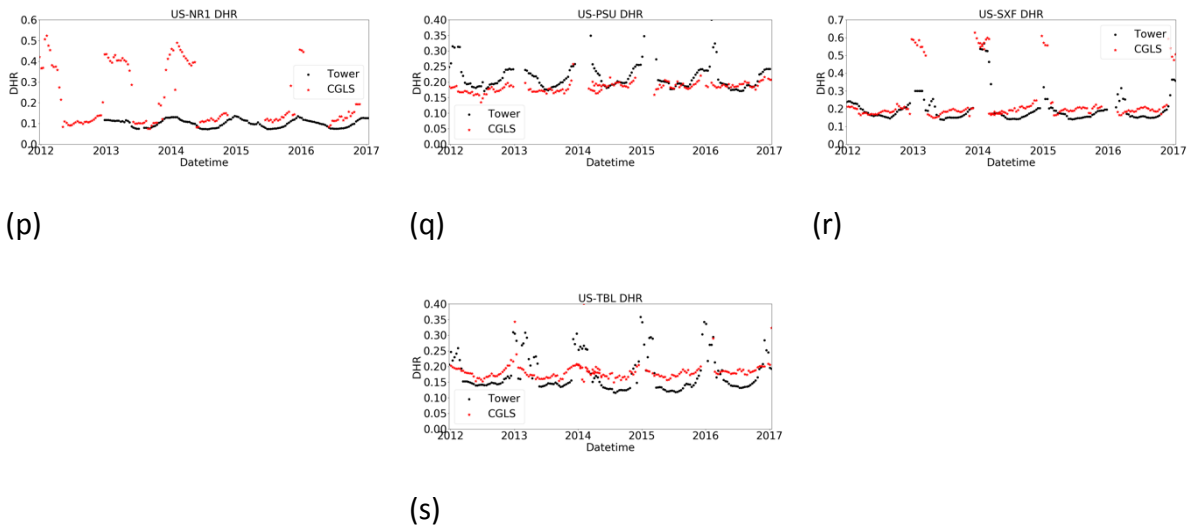 US-NR1 DHR
0.6
0.5
0.4
0.3
0.2
0.1
0.0
DHR
Tower
CGLS
2012 2013 2014 2015 2016 2017
Datetime
(p)
US-PSU DHR
0.40
0.35
0.30
0.25
0.20
0.15
0.10
0.05
0.00
DHR
Tower
CGLS
2012 2013 2014 2015 2016 2017
Datetime
(q)
US-SXF DHR
0.7
0.6
0.5
0.4
0.3
0.2
0.1
0.0
DHR
Tower
CGLS
2012 2013 2014 2015 2016 2017
Datetime
(r)
US-TBL DHR
0.40
0.35
0.30
0.25
0.20
0.15
0.10
0.05
0.00
DHR
Tower
CGLS
2012 2013 2014 2015 2016 2017
Datetime
(s)